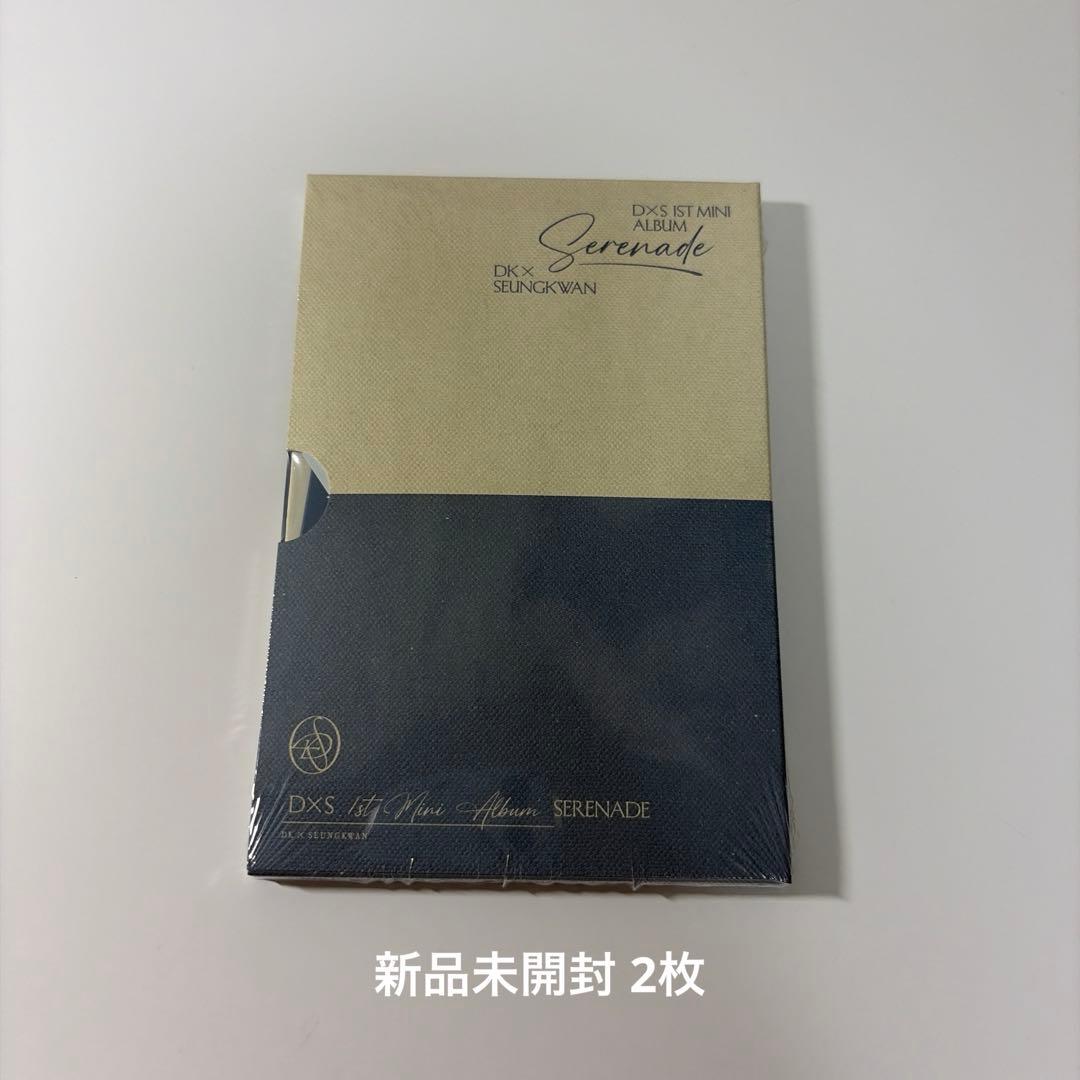 D×S 1ST MINI
ALBUM
Serenade
DK×
SEUNGKWAN
D×S 1st Mini Album SERENADE
DK × SEUNGKWAN
新品未開封 2枚